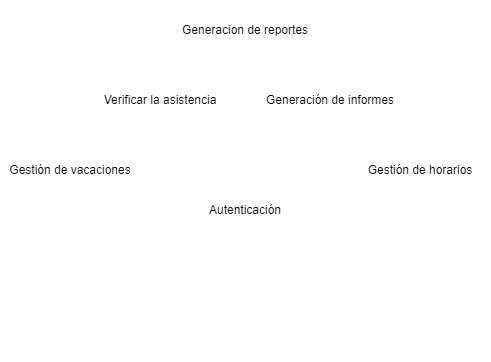 Generacion de reportes
Verificar la asistencia
Generación de informes
Gestión de vacaciones
Gestión de horarios
Autenticación